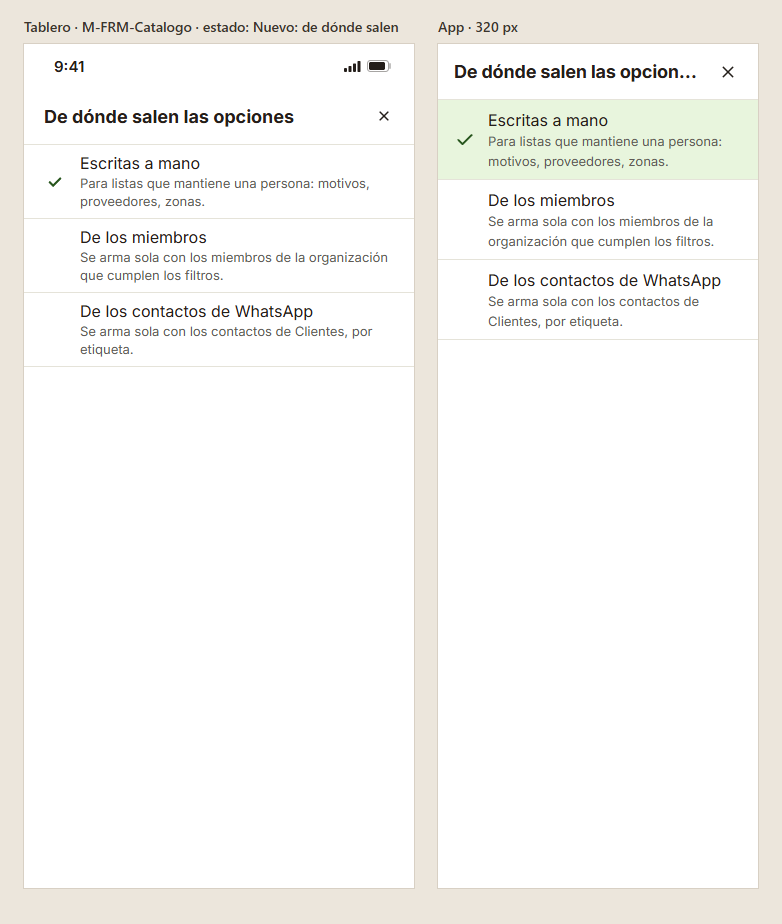 Tablero · M-FRM-Catalogo · estado: Nuevo: de dónde salen
9:41
De dónde salen las opciones
Escritas a mano
Para listas que mantiene una persona: motivos,
proveedores, zonas.
De los miembros
Se arma sola con los miembros de la organización
que cumplen los filtros.
De los contactos de WhatsApp
Se arma sola con los contactos de Clientes, por
etiqueta.
App · 320 px
De dónde salen las opcion...
Escritas a mano
Para listas que mantiene una persona:
motivos, proveedores, zonas.
De los miembros
Se arma sola con los miembros de la
organización que cumplen los filtros.
De los contactos de WhatsApp
Se arma sola con los contactos de
Clientes, por etiqueta.